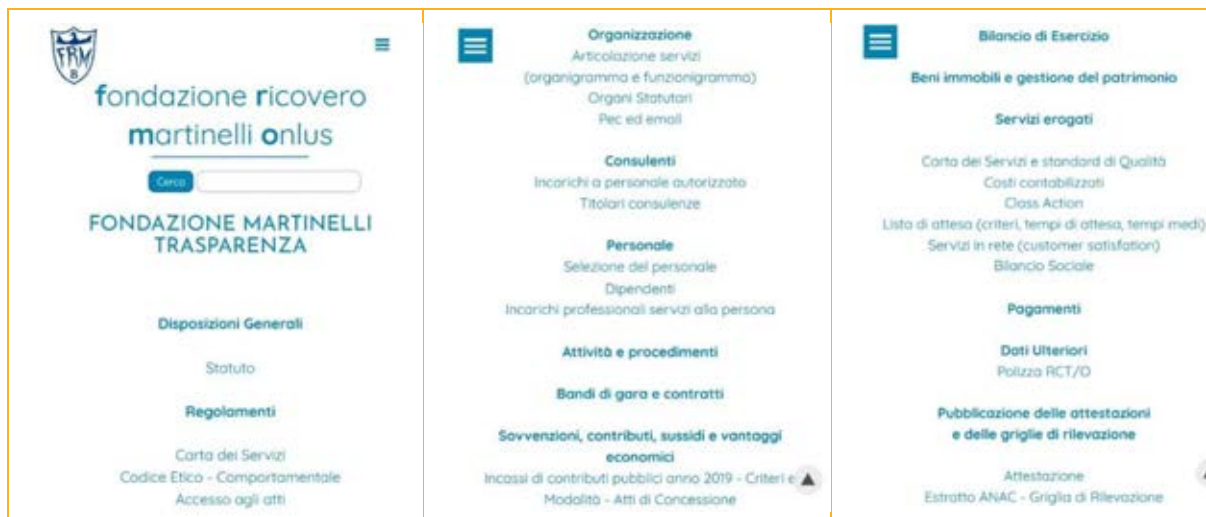 FRM
B
fondazione ricovero
martinelli onlus
Cerca
FONDAZIONE MARTINELLI
TRASPARENZA
Disposizioni Generali
Statuto
Regolamenti
Carta dei Servizi
Codice Etico - Comportamentale
Accesso agli atti
Organizzazione
Articolazione servizi
(organigramma e funzionigramma)
Organi Statutari
Pec ed email
Consulenti
Incarichi a personale autorizzato
Titolari consulenze
Personale
Selezione del personale
Dipendenti
Incarichi professionali servizi alla persona
Attività e procedimenti
Bandi di gara e contratti
Sovvenzioni, contributi, sussidi e vantaggi
economici
Incassi di contributi pubblici anno 2019 - Criteri e
Modalità - Atti di Concessione
Bilancio di Esercizio
Beni immobili e gestione del patrimonio
Servizi erogati
Carta dei Servizi e standard di Qualità
Costi contabilizzati
Class Action
Lista di attesa (criteri, tempi di attesa, tempi medi)
Servizi in rete (customer satisfation)
Bilancio Sociale
Pagamenti
Dati Ulteriori
Polizza RCT/O
Pubblicazione delle attestazioni
e delle griglie di rilevazione
Attestazione
Estratto ANAC - Griglia di Rilevazione